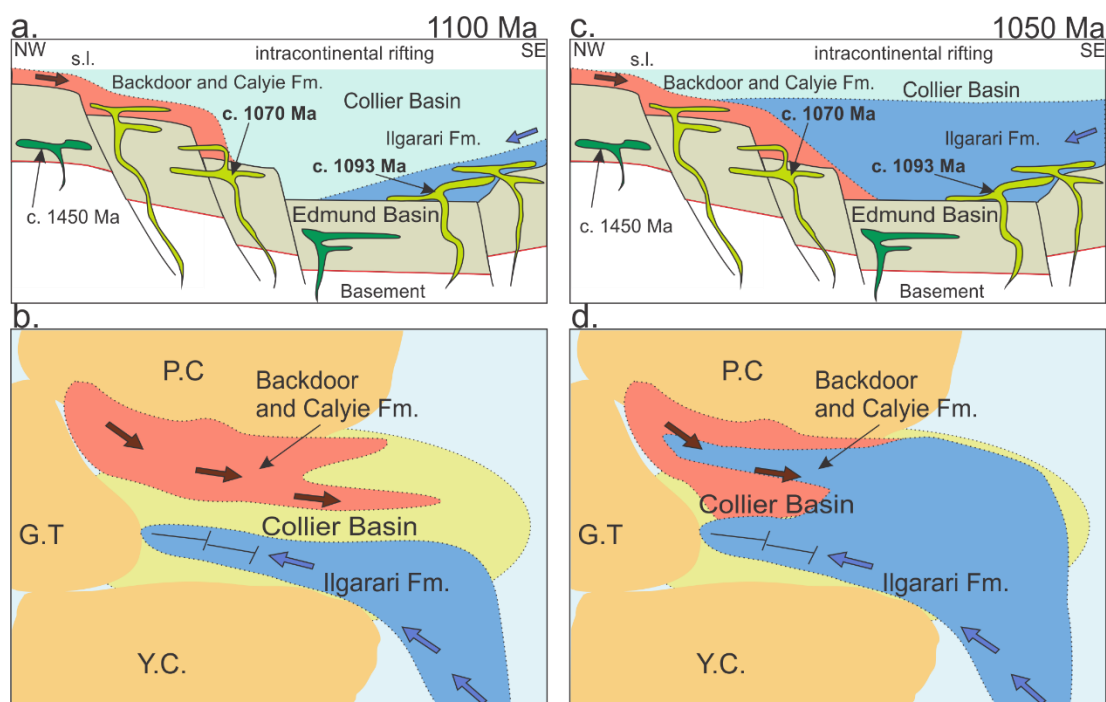 a.
1100 Ma
NW
s.l.
intracontinental rifting
SE
Backdoor and Calyie Fm.
Collier Basin
c. 1070 Ma
Ilgarari Fm.
c. 1093 Ma
c. 1450 Ma
Edmund Basin
Basement
b.
P.C
Backdoor
and Calyie Fm.
Collier Basin
G.T
Ilgarari Fm.
Y.C.
c.
1050 Ma
NW
s.l.
intracontinental rifting
SE
Backdoor and Calyie Fm.
Collier Basin
c. 1070 Ma
Ilgarari Fm.
c. 1093 Ma
c. 1450 Ma
Edmund Basin
Basement
d.
P.C
Backdoor
and Calyie Fm.
Collier Basin
G.T
Ilgarari Fm.
Y.C.